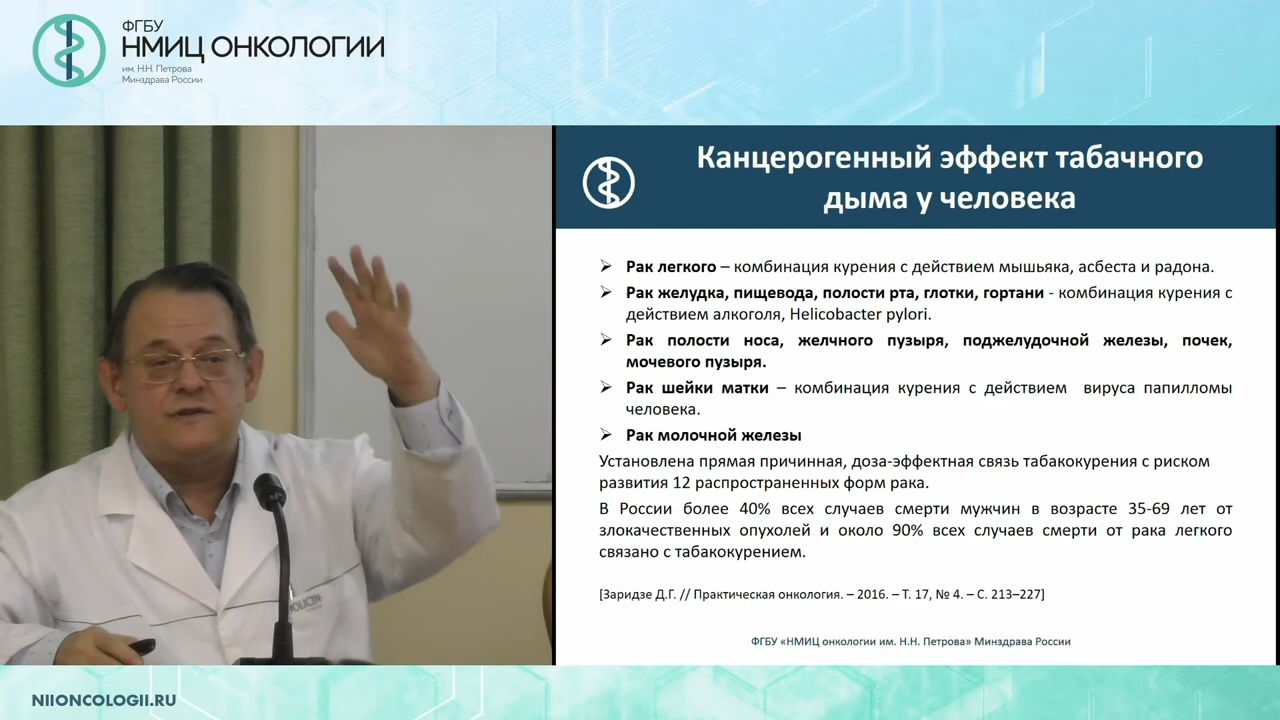 ФГБУ
НМИЦ ОНКОЛОГИИ
им. Н.Н. Петрова
Минздрава России
Канцерогенный эффект табачного
дыма у человека
➢ Рак легкого – комбинация курения с действием мышьяка, асбеста и радона.
➢ Рак желудка, пищевода, полости рта, глотки, гортани - комбинация курения с
действием алкоголя, Helicobacter pylori.
➢ Рак полости носа, желчного пузыря, поджелудочной железы, почек,
мочевого пузыря.
➢ Рак шейки матки – комбинация курения с действием вируса папилломы
человека.
➢ Рак молочной железы
Установлена прямая причинная, доза-эффектная связь табакокурения с риском
развития 12 распространенных форм рака.
В России более 40% всех случаев смерти мужчин в возрасте 35-69 лет от
злокачественных опухолей и около 90% всех случаев смерти от рака легкого
связано с табакокурением.
[Заридзе Д.Г. // Практическая онкология. – 2016. – Т. 17, № 4. – С. 213–227]
ФГБУ «НМИЦ онкологии им. Н.Н. Петрова» Минздрава России
NIIONCOLOGII.RU